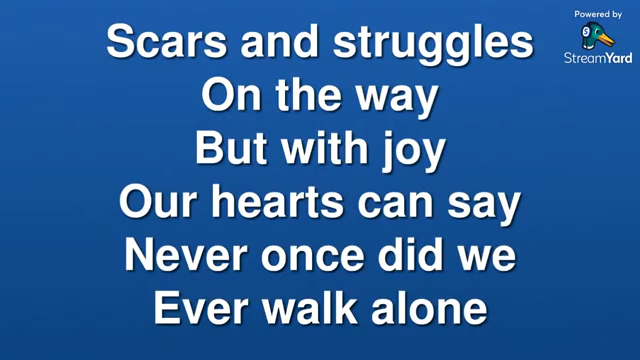 Powered by
StreamYard
Scars and struggles
On the way
But with joy
Our hearts can say
Never once did we
Ever walk alone